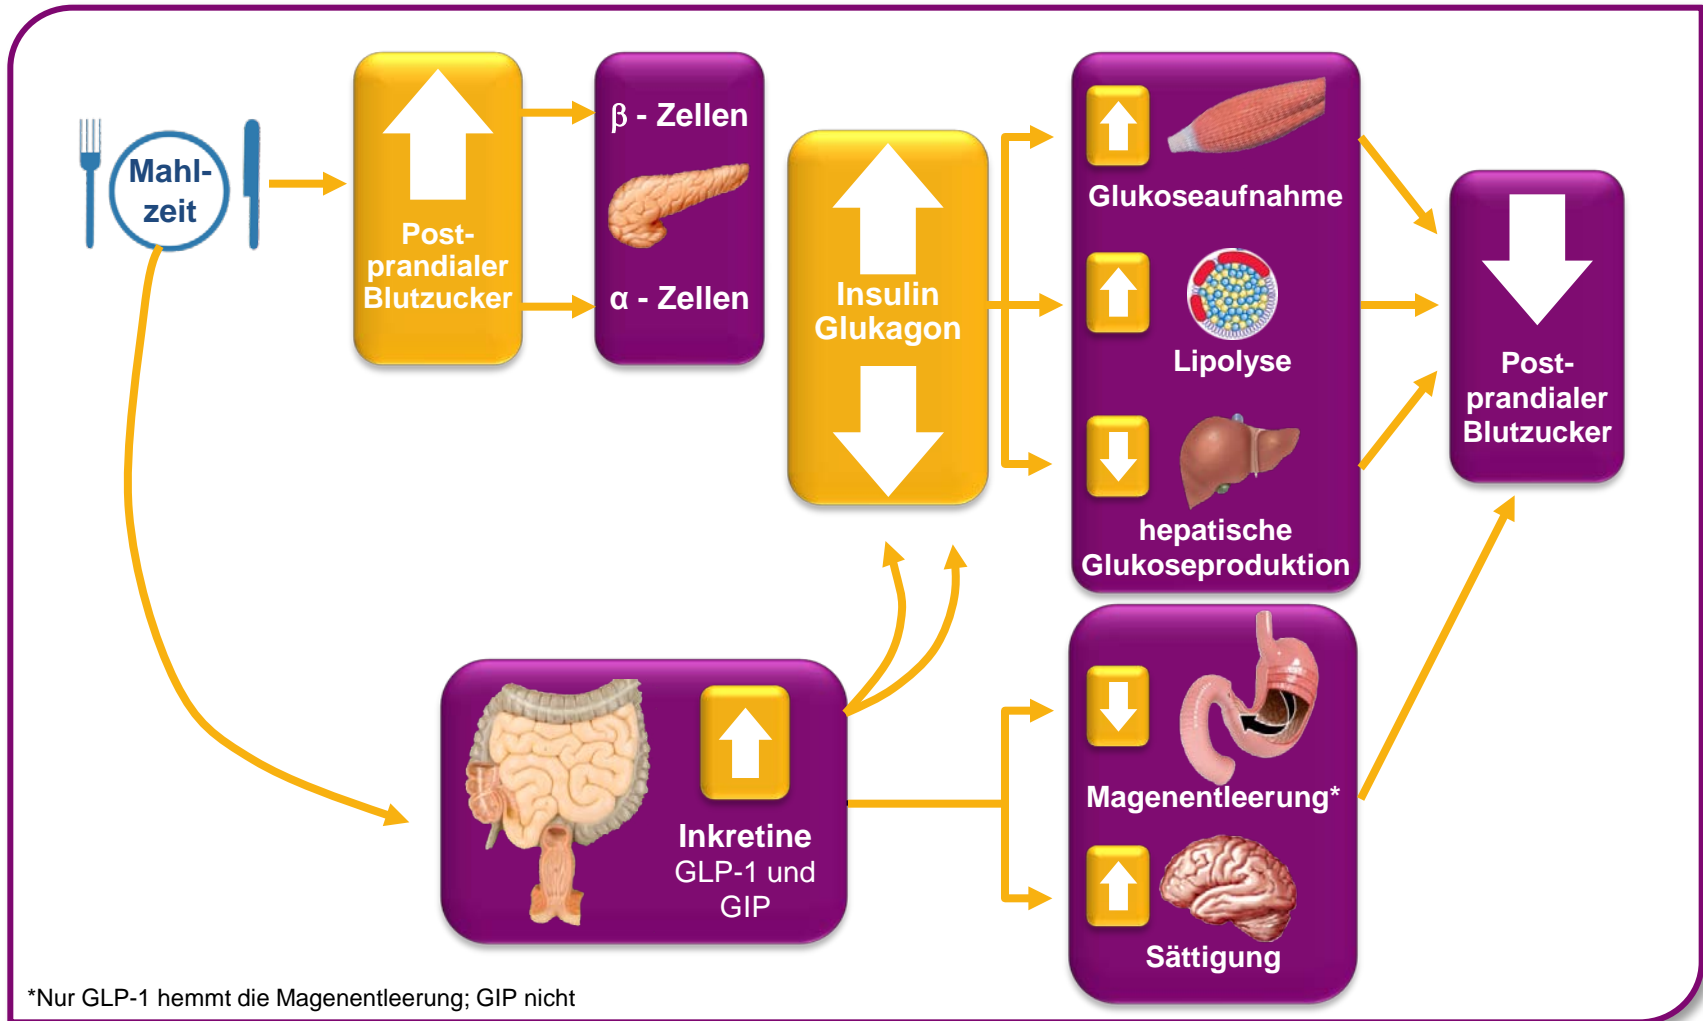 Mahl-
zeit
Post-
prandialer
Blutzucker
β - Zellen
α - Zellen
Insulin
Glukagon
Glukoseaufnahme
Lipolyse
hepatische
Glukoseproduktion
Post-
prandialer
Blutzucker
Inkretine
GLP-1 und
GIP
Magenentleerung*
Sättigung
*Nur GLP-1 hemmt die Magenentleerung; GIP nicht